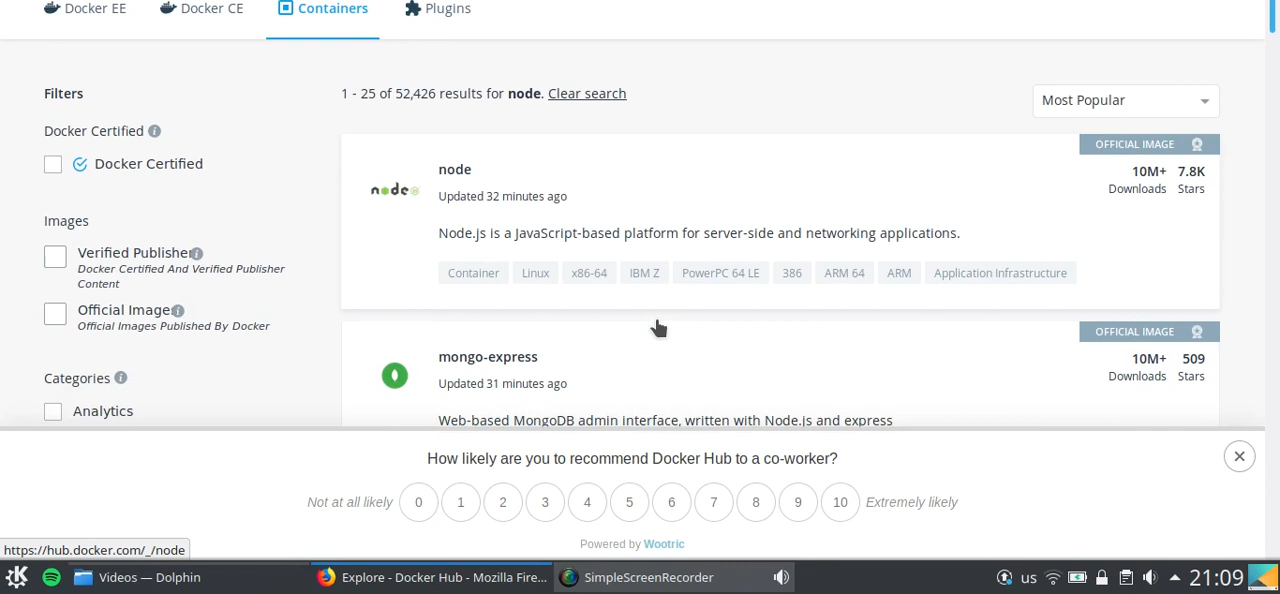 Docker EE Docker CE Containers Plugins
Filters
1 - 25 of 52,426 results for node. Clear search
Most Popular
Docker Certified
Docker Certified
Images
Verified Publisher
Docker Certified And Verified Publisher
Content
Official Images
Official Images Published By Docker
Categories
Analytics
OFFICIAL IMAGE
node
node
Updated 32 minutes ago
10M+ 7.8K
Downloads Stars
Node.js is a JavaScript-based platform for server-side and networking applications.
Container Linux x86-64 IBM Z PowerPC 64 LE 386 ARM 64 ARM Application Infrastructure
OFFICIAL IMAGE
mongo-express
Updated 31 minutes ago
10M+ 509
Downloads Stars
Web-based MongoDB admin interface, written with Node.js and express
How likely are you to recommend Docker Hub to a co-worker?
Not at all likely 0 1 2 3 4 5 6 7 8 9 10 Extremely likely
Powered by Wootric
https://hub.docker.com/_/node
Videos — Dolphin Explore - Docker Hub - Mozilla Fire... SimpleScreenRecorder us 21:09